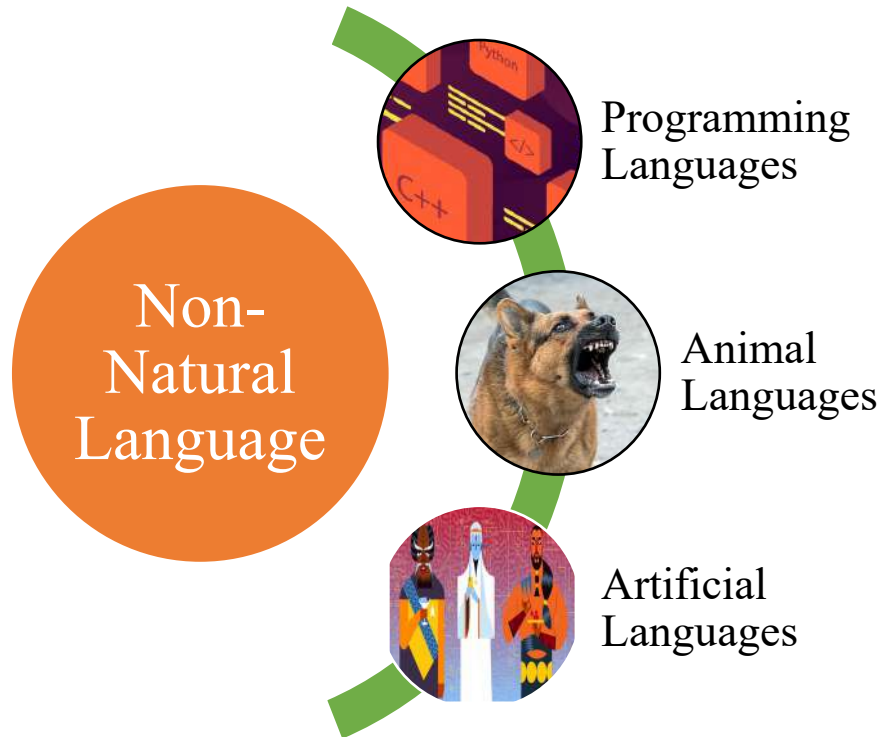 Non-
Natural
Language
Python
</>
C++
Programming
Languages
Animal
Languages
Artificial
Languages